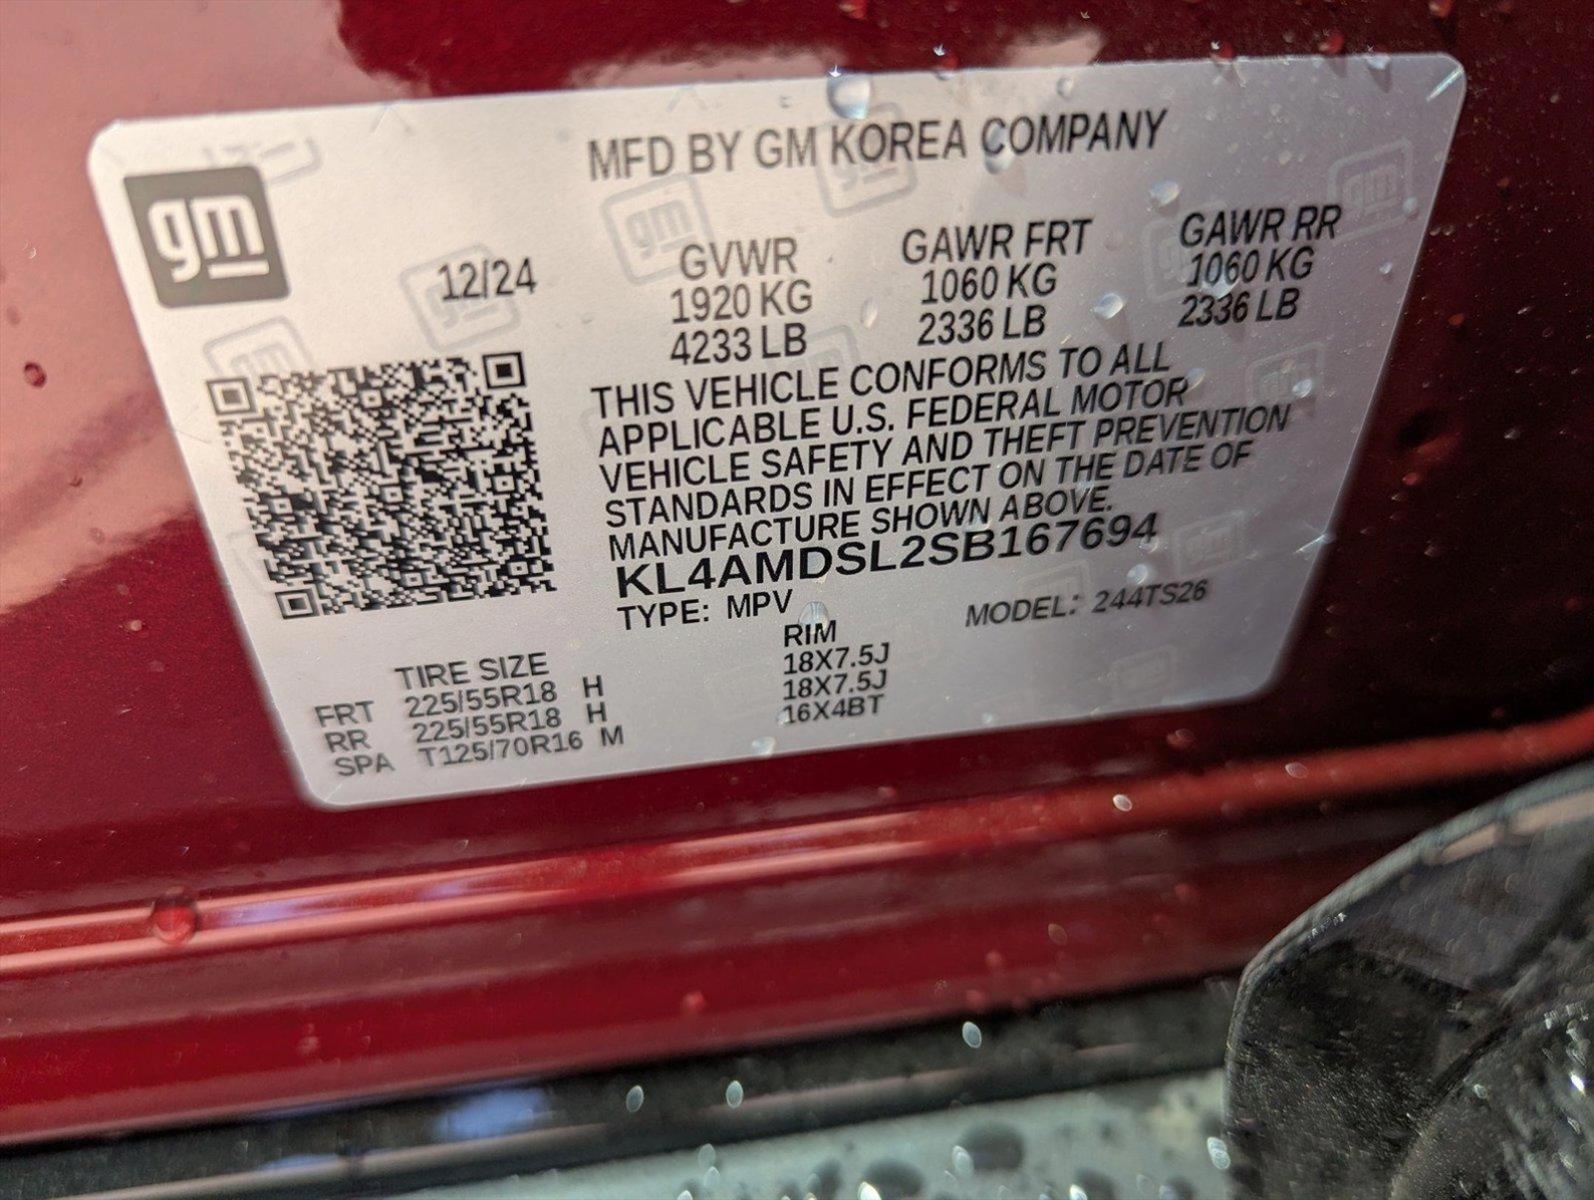 gm
MFD BY GM KOREA COMPANY
12/24
GVWR GAWR FRT GAWR RR
1920 KG 1060 KG 1060 KG
4233 LB 2336 LB 2336 LB
THIS VEHICLE CONFORMS TO ALL
APPLICABLE U.S. FEDERAL MOTOR
VEHICLE SAFETY AND THEFT PREVENTION
STANDARDS IN EFFECT ON THE DATE OF
MANUFACTURE SHOWN ABOVE.
KL4AMDSL2SB167694
TYPE: MPV MODEL: 244TS26
TIRE SIZE RIM
FRT 225/55R18 H 18X7.5J
RR 225/55R18 H 18X7.5J
SPA T125/70R16 M 16X4BT